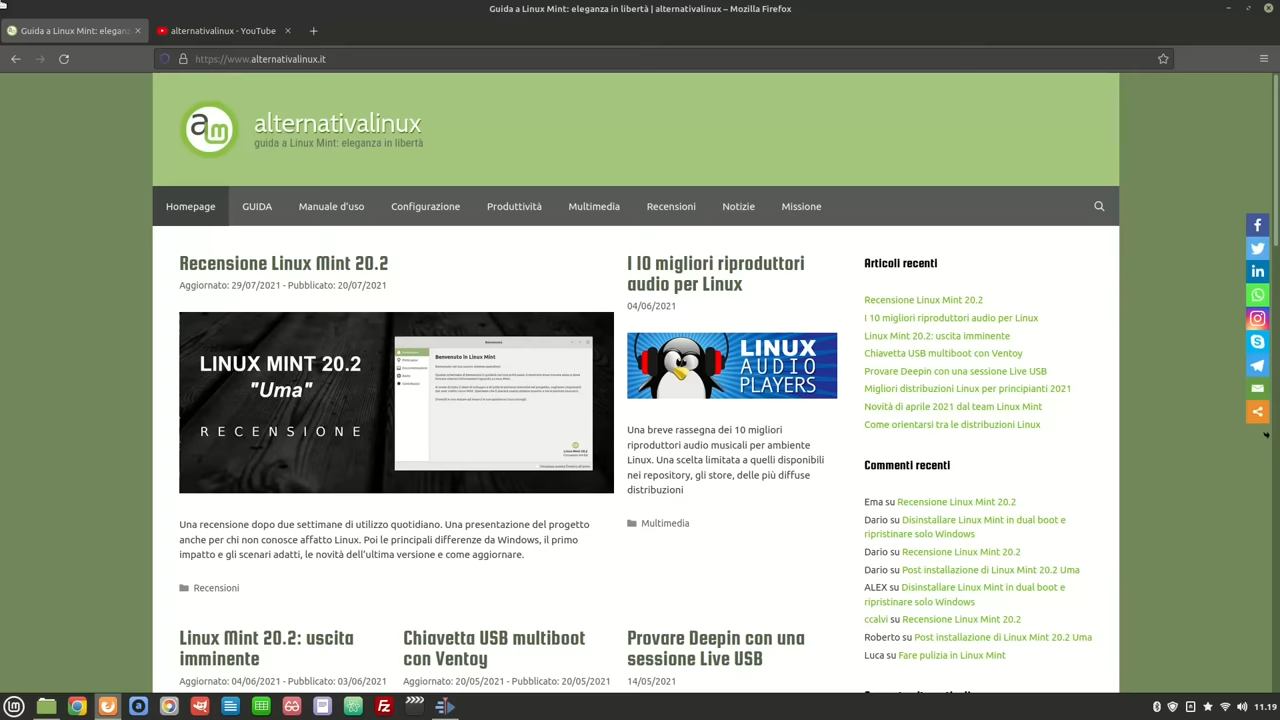 Guida a Linux Mint: eleganza in libertà | alternativalinux – Mozilla Firefox
Guida a Linux Mint: eleganz
alternativalinux - YouTube
https://www.alternativalinux.it
alternativalinux
guida a Linux Mint: eleganza in libertà
Homepage GUIDA Manuale d'uso Configurazione Produttività Multimedia Recensioni Notizie Missione
Recensione Linux Mint 20.2
Aggiornato: 29/07/2021 - Pubblicato: 20/07/2021
LINUX MINT 20.2
"Uma"
RECENSIONE
Benvenuto in Linux Mint
Una recensione dopo due settimane di utilizzo quotidiano. Una presentazione del progetto
anche per chi non conosce affatto Linux. Poi le principali differenze da Windows, il primo
impatto e gli scenari adatti, le novità dell'ultima versione e come aggiornare.
Recensioni
I 10 migliori riproduttori
audio per Linux
04/06/2021
LINUX
AUDIO
PLAYERS
Una breve rassegna dei 10 migliori
riproduttori audio musicali per ambiente
Linux. Una scelta limitata a quelli disponibili
nei repository, gli store, delle più diffuse
distribuzioni
Multimedia
Linux Mint 20.2: uscita
imminente
Aggiornato: 04/06/2021 - Pubblicato: 03/06/2021
Chiavetta USB multiboot
con Ventoy
Aggiornato: 20/05/2021 - Pubblicato: 20/05/2021
Provare Deepin con una
sessione Live USB
14/05/2021
Articoli recenti
Recensione Linux Mint 20.2
I 10 migliori riproduttori audio per Linux
Linux Mint 20.2: uscita imminente
Chiavetta USB multiboot con Ventoy
Provare Deepin con una sessione Live USB
Migliori distribuzioni Linux per principianti 2021
Novità di aprile 2021 dal team Linux Mint
Come orientarsi tra le distribuzioni Linux
Commenti recenti
Ema su Recensione Linux Mint 20.2
Dario su Disinstallare Linux Mint in dual boot e
ripristinare solo Windows
Dario su Recensione Linux Mint 20.2
Dario su Post installazione di Linux Mint 20.2 Uma
ALEX su Disinstallare Linux Mint in dual boot e
ripristinare solo Windows
ccalvi su Recensione Linux Mint 20.2
Roberto su Post installazione di Linux Mint 20.2 Uma
Luca su Fare pulizia in Linux Mint
11.19